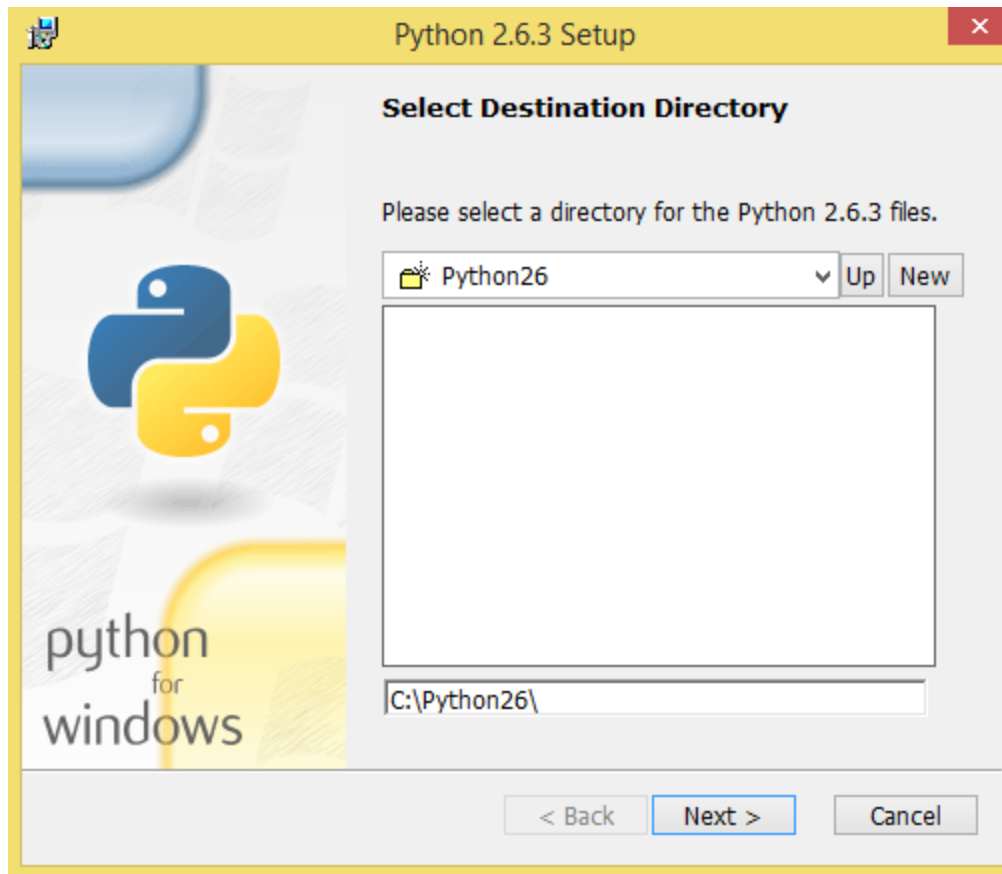 Python 2.6.3 Setup
Select Destination Directory
Please select a directory for the Python 2.6.3 files.
Python26
Up
New
C:\Python26\
python
for
windows
< Back
Next >
Cancel